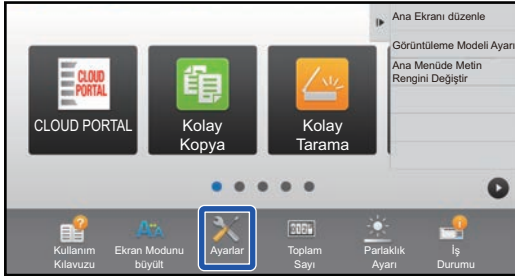 Ana Ekranı düzenle
Görüntüleme Modeli Ayarı
Ana Menüde Metin
Rengini Değiştir
CLOUD
PORTAL
CLOUD PORTAL
Kolay
Kopya
Kolay
Tarama
Kullanım
Kılavuzu
Ekran Modunu
büyült
Ayarlar
Toplam
Sayı
Parlaklık
Ayarı
İş
Durumu